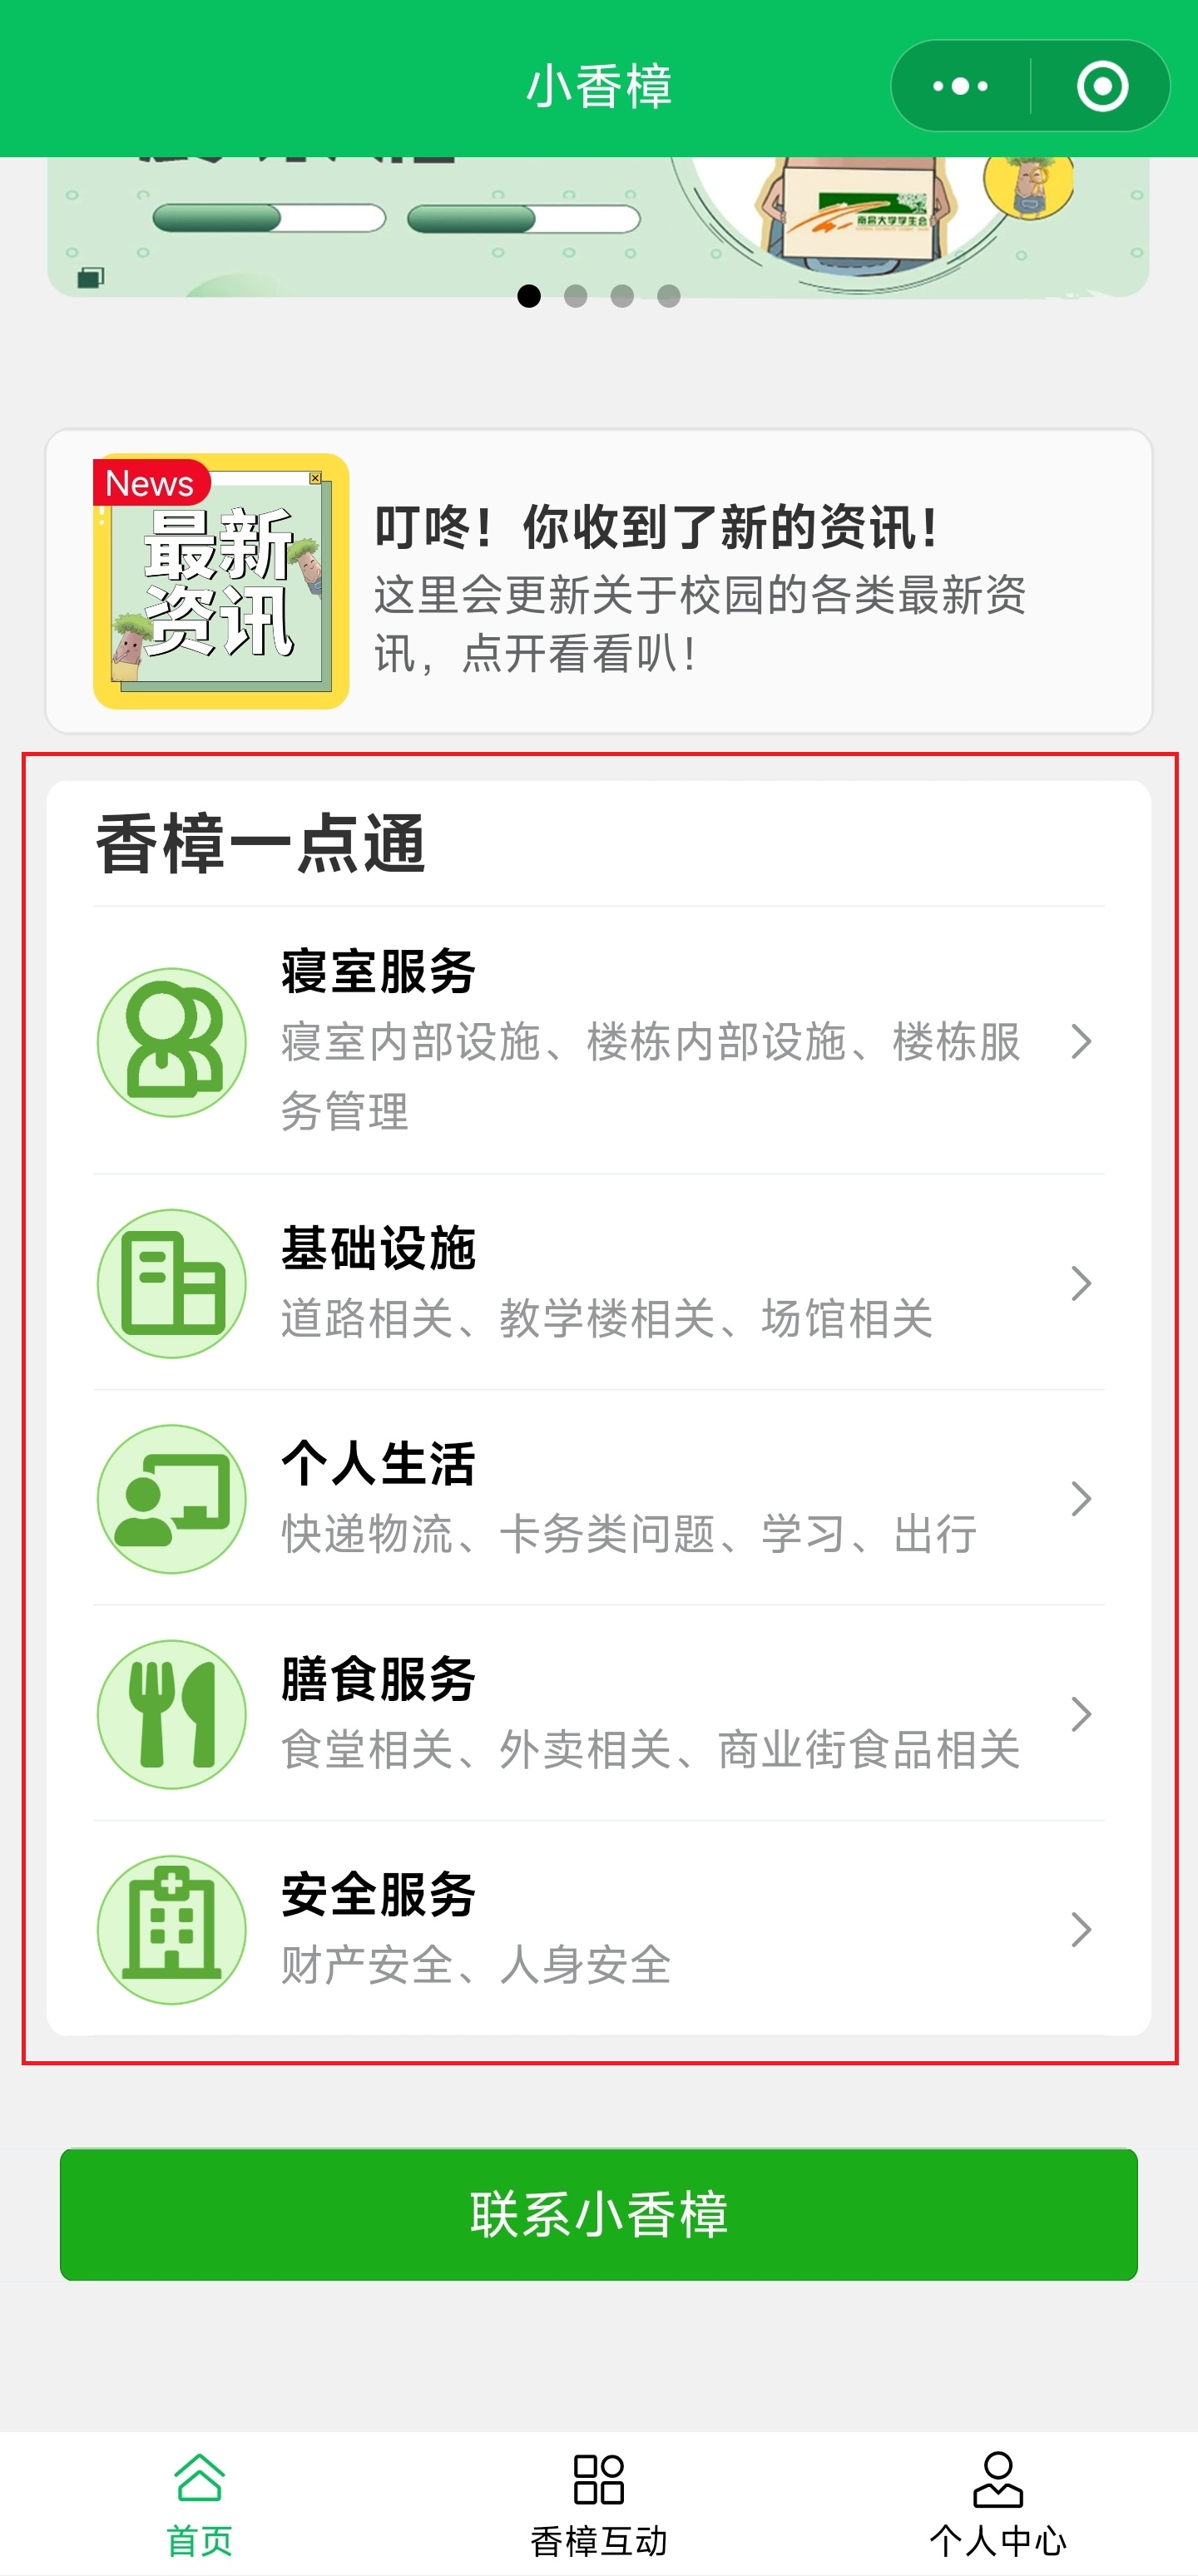 小香樟
南昌大学学生会
News
最新
资讯
叮咚！你收到了新的资讯！
这里会更新关于校园的各类最新资
讯，点开看看叭！
香樟一点通
寝室服务
寝室内部设施、楼栋内部设施、楼栋服
务管理
基础设施
道路相关、教学楼相关、场馆相关
个人生活
快递物流、卡务类问题、学习、出行
膳食服务
食堂相关、外卖相关、商业街食品相关
安全服务
财产安全、人身安全
联系小香樟
首页
香樟互动
个人中心